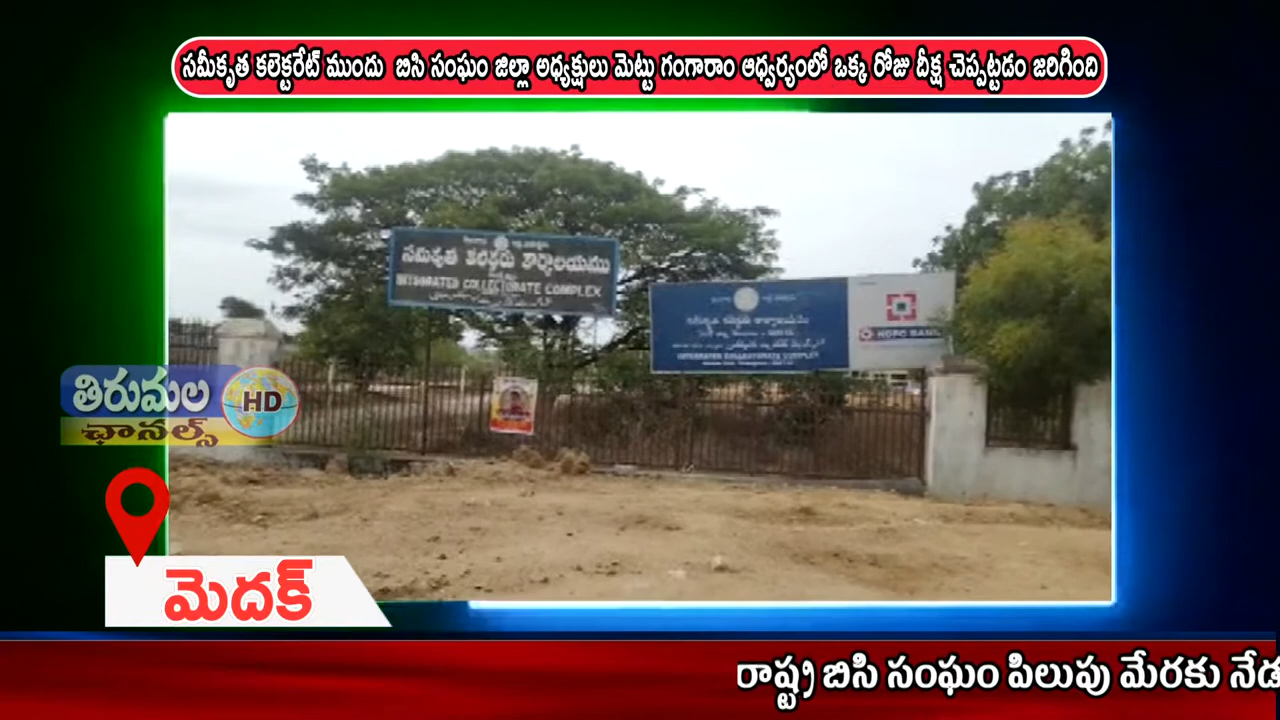 సమీకృత కలెక్టరేట్ ముందు బిసి సంఘం జిల్లా అధ్యక్షులు మెట్టు గంగారాం ఆధ్వర్యంలో ఒక్క రోజు దీక్ష చెప్పట్టడం జరిగింది
సమీకృత కలెక్టరు కార్యాలయము
INTEGRATED COLLECTORATE COMPLEX
HDFC BANK
INTEGRATED COLLECTORATE COMPLEX
తిరుమల
ఛానల్స్
HD
మెదక్
రాష్ట్ర బిసి సంఘం పిలుపు మేరకు నేడు